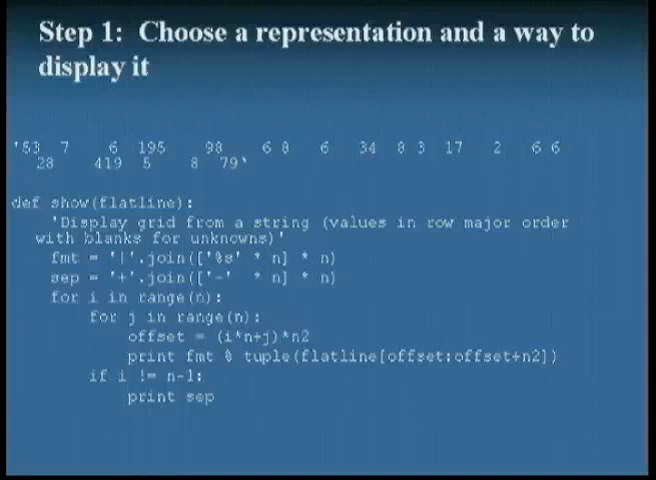 Step 1: Choose a representation and a way to
display it
'53 7 6 195 98 6 8 6 34 8 3 17 2 6 6
28 419 5 8 79'
def show(flatline):
'Display grid from a string (values in row major order
with blanks for unknowns)'
fmt = '|'.join(['%s' * n] * n)
sep = '+'.join(['-' * n] * n)
for i in range(n):
for j in range(n):
offset = (i*n+j)*n2
print fmt % tuple(flatline[offset:offset+n2])
if i != n-1:
print sep